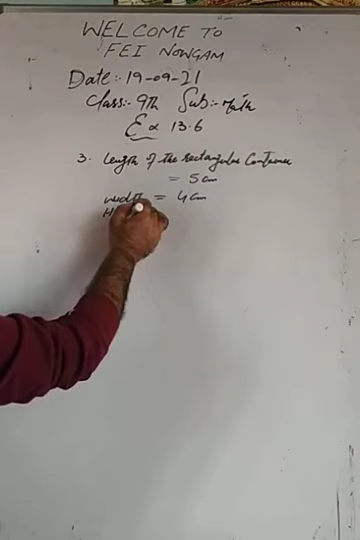 WELCOME TO
FEI NOWGAM
Date:- 19-09-21
Class:- 9th Sub:- Math
Ex 13.6
3. Length of the rectangular Container
= 5 cm
width = 4 cm
H